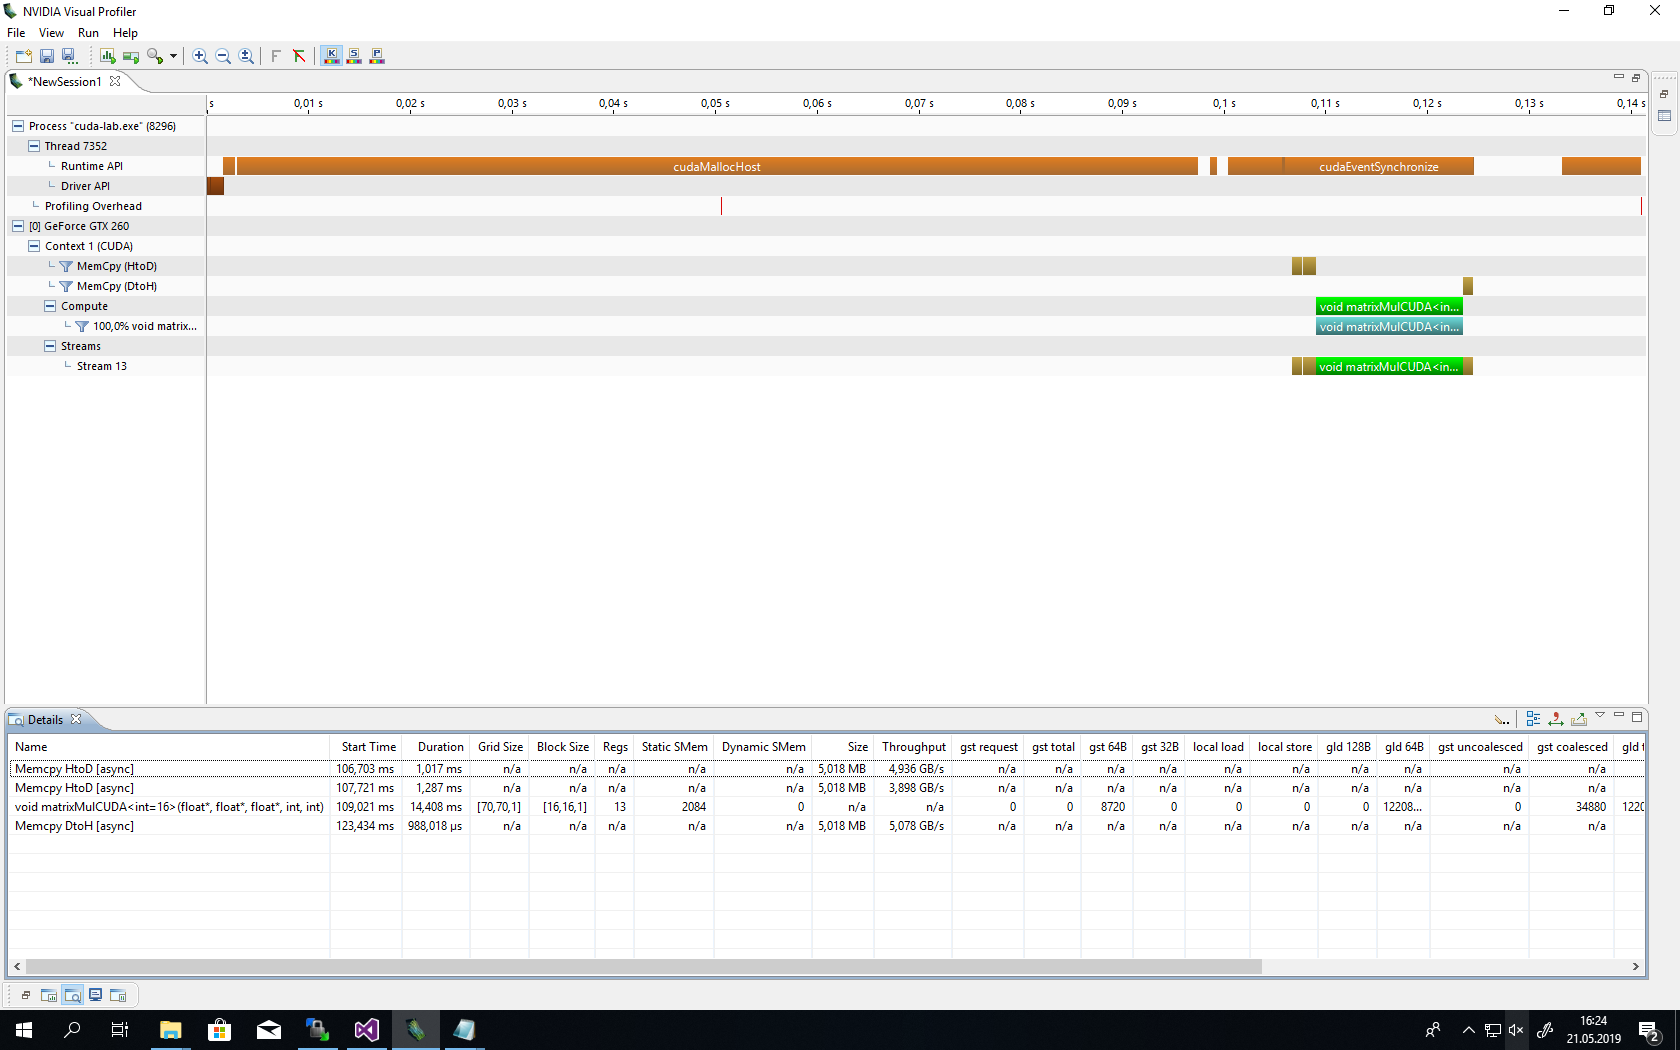 NVIDIA Visual Profiler
File View Run Help
*NewSession1
s 0,01 s 0,02 s 0,03 s 0,04 s 0,05 s 0,06 s 0,07 s 0,08 s 0,09 s 0,1 s 0,11 s 0,12 s 0,13 s 0,14 s
Process "cuda-lab.exe" (8296)
Thread 7352
Runtime API cudaMallocHost cudaEventSynchronize
Driver API
Profiling Overhead
[0] GeForce GTX 260
Context 1 (CUDA)
MemCpy (HtoD)
MemCpy (DtoH)
Compute void matrixMulCUDA<in...
100,0% void matrix... void matrixMulCUDA<in...
Streams
Stream 13 void matrixMulCUDA<in...
Details
Name Start Time Duration Grid Size Block Size Regs Static SMem Dynamic SMem Size Throughput gst request gst total gst 64B gst 32B local load local store gld 128B gld 64B gst uncoalesced gst coalesced gld
Memcpy HtoD [async] 106,703 ms 1,017 ms n/a n/a n/a n/a n/a 5,018 MB 4,936 GB/s n/a n/a n/a n/a n/a n/a n/a n/a n/a n/a
Memcpy HtoD [async] 107,721 ms 1,287 ms n/a n/a n/a n/a n/a 5,018 MB 3,898 GB/s n/a n/a n/a n/a n/a n/a n/a n/a n/a n/a
void matrixMulCUDA<int=16>(float*, float*, float*, int, int) 109,021 ms 14,408 ms [70,70,1] [16,16,1] 13 2084 0 n/a n/a 0 0 8720 0 0 0 0 12208... 0 34880 1220
Memcpy DtoH [async] 123,434 ms 988,018 µs n/a n/a n/a n/a n/a 5,018 MB 5,078 GB/s n/a n/a n/a n/a n/a n/a n/a n/a n/a n/a
16:24
21.05.2019
2